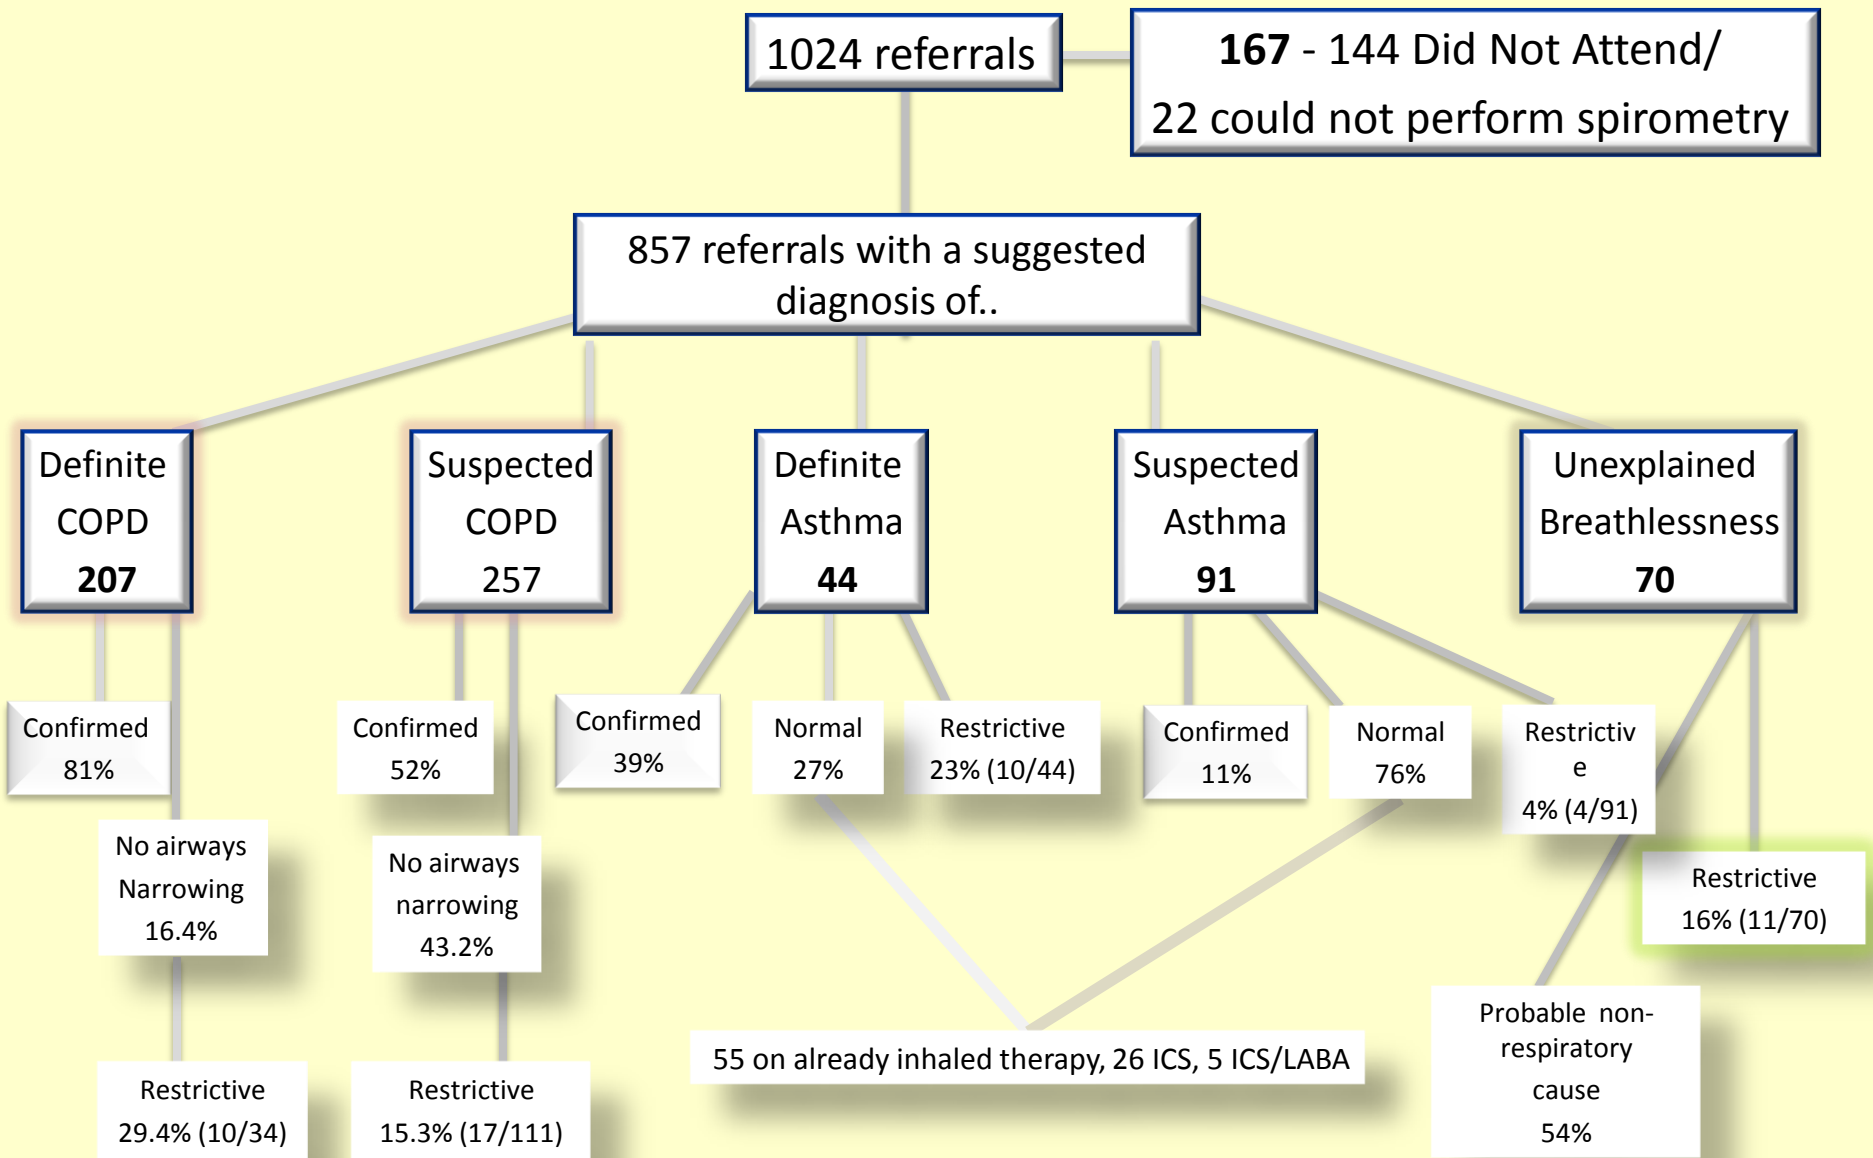 1024 referrals
167 - 144 Did Not Attend/
22 could not perform spirometry
857 referrals with a suggested
diagnosis of..
Definite
COPD
207
Suspected
COPD
257
Definite
Asthma
44
Suspected
Asthma
91
Unexplained
Breathlessness
70
Confirmed
81%
Confirmed
52%
Confirmed
39%
Normal
27%
Restrictive
23% (10/44)
Confirmed
11%
Normal
76%
Restrictiv
e
4% (4/91)
No airways
Narrowing
16.4%
No airways
narrowing
43.2%
Restrictive
16% (11/70)
Restrictive
29.4% (10/34)
Restrictive
15.3% (17/111)
55 on already inhaled therapy, 26 ICS, 5 ICS/LABA
Probable non-
respiratory
cause
54%